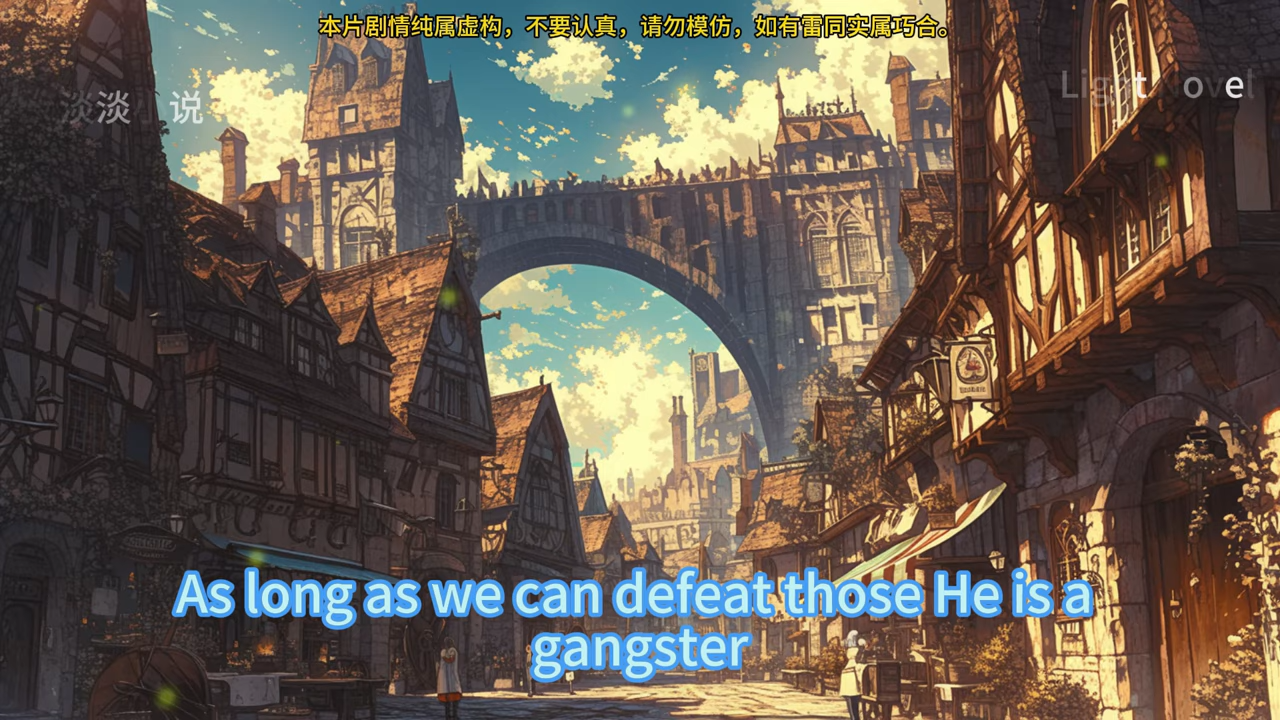 本片剧情纯属虚构，不要认真，请勿模仿，如有雷同实属巧合。
淡淡 说
Light Novel
As long as we can defeat those He is a
gangster